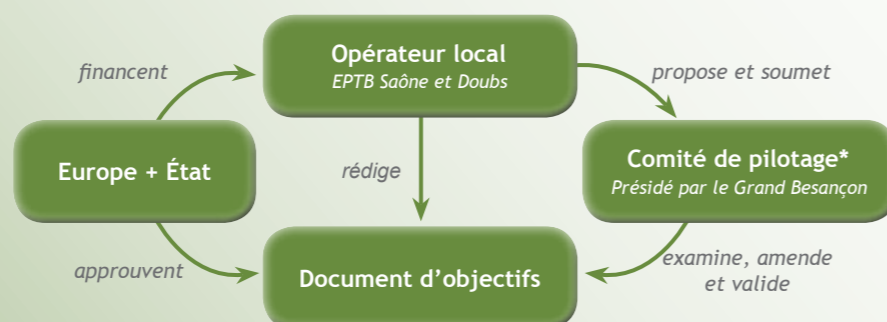 Opérateur local
EPTB Saône et Doubs
financent
propose et soumet
Europe + État
rédige
Comité de pilotage*
Présidé par le Grand Besançon
approuvent
Document d’objectifs
examine, amende
et valide